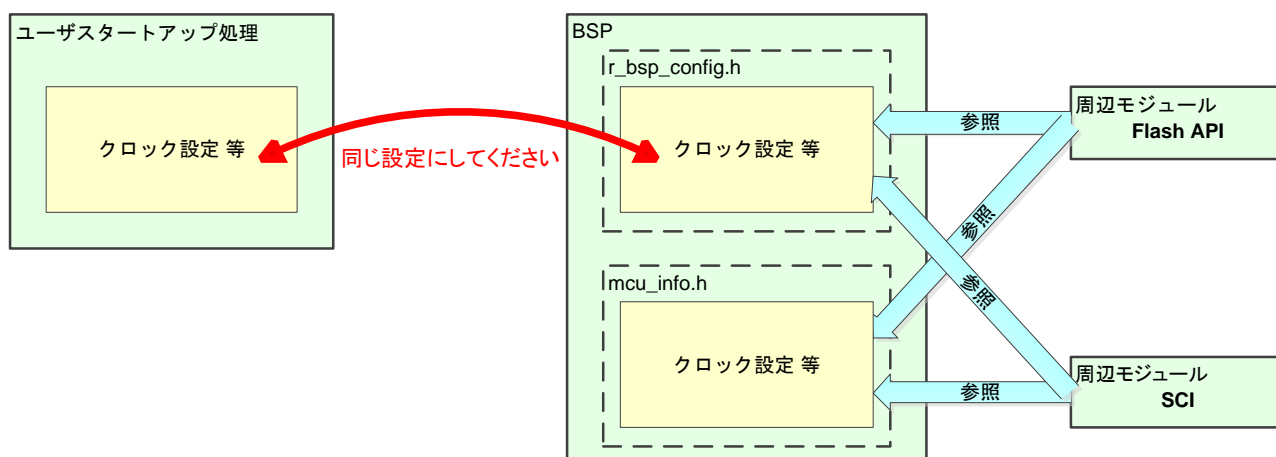 ユーザスタートアップ処理
クロック設定 等
同じ設定にしてください
BSP
r_bsp_config.h
クロック設定 等
mcu_info.h
クロック設定 等
参照
参照
参照
参照
周辺モジュール
Flash API
周辺モジュール
SCI